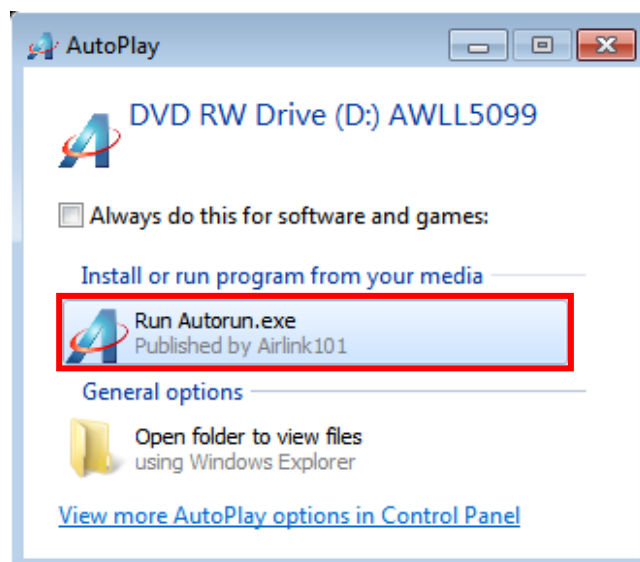 AutoPlay
DVD RW Drive (D:) AWLL5099
Always do this for software and games:
Install or run program from your media
Run Autorun.exe
Published by Airlink101
General options
Open folder to view files
using Windows Explorer
View more AutoPlay options in Control Panel